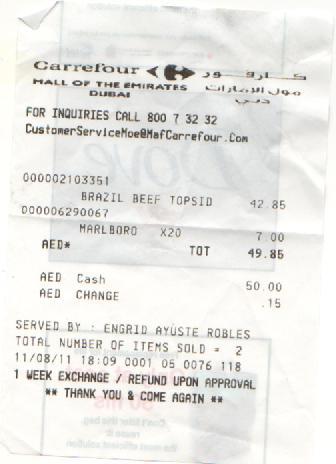 Carrefour كارفور
MALL OF THE EMIRATES مول الإمارات
DUBAI دبي
FOR INQUIRIES CALL 800 7 32 32
CustomerServiceMoe@MafCarrefour.Com
000002103351
BRAZIL BEEF TOPSID 42.85
000006290067
MARLBORO X20 7.00
AED* TOT 49.85
AED Cash 50.00
AED CHANGE .15
SERVED BY : ENGRID AYUSTE ROBLES
TOTAL NUMBER OF ITEMS SOLD = 2
11/08/11 18:09 0001 05 0076 118
1 WEEK EXCHANGE / REFUND UPON APPROVAL
** THANK YOU & COME AGAIN **